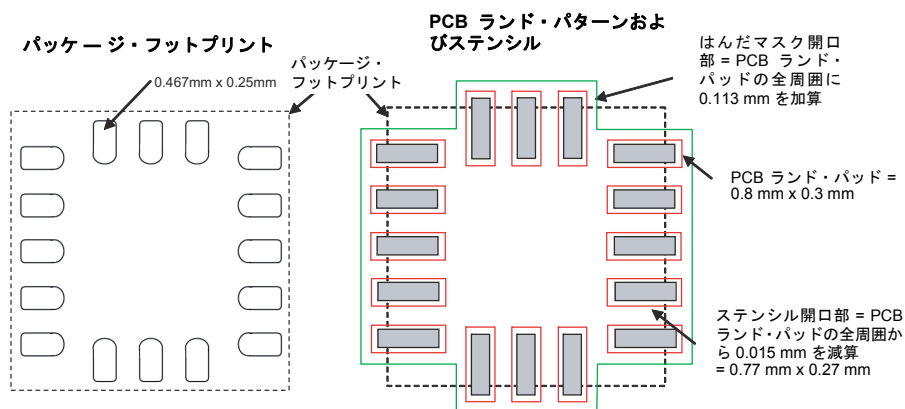 パッケージ・フットプリント
0.467mm x 0.25mm
パッケージ・
フットプリント
PCB ランド・パターンおよ
びステンシル
はんだマスク開口
部 = PCB ランド・
パッドの全周囲に
0.113 mm を加算
PCB ランド・パッド =
0.8 mm x 0.3 mm
ステンシル開口部 = PCB
ランド・パッドの全周囲か
ら 0.015 mm を減算
= 0.77 mm x 0.27 mm